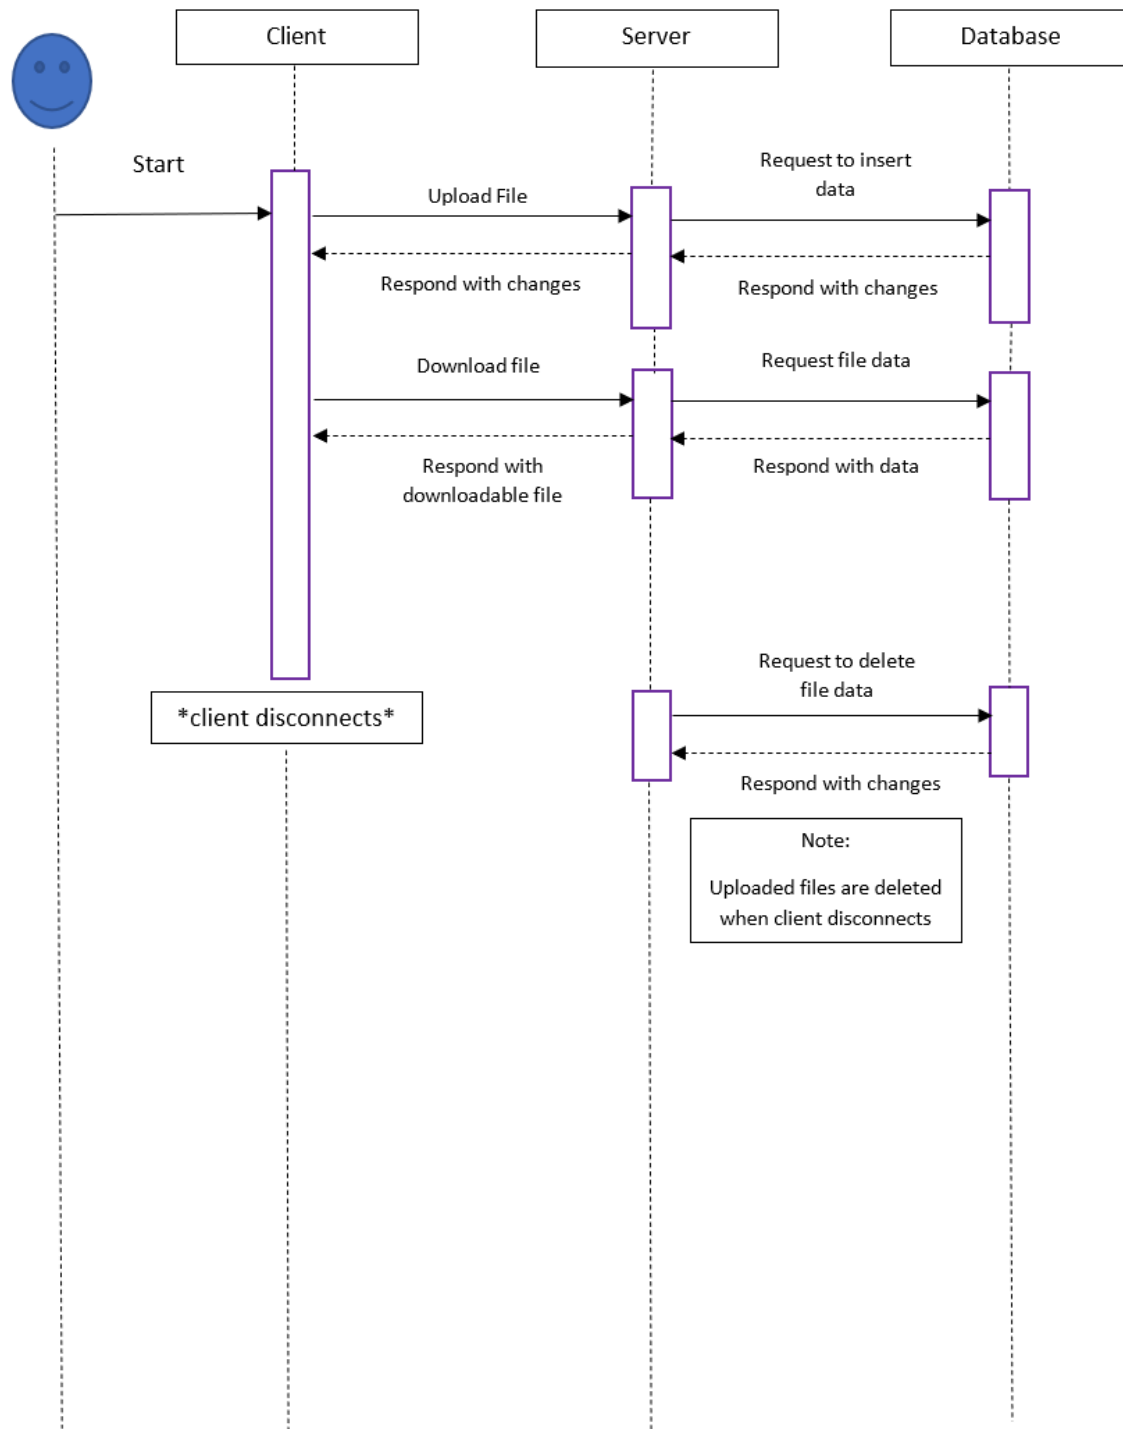 Client
Server
Database
Start
Upload File
Request to insert
data
Respond with changes
Respond with changes
Download file
Request file data
Respond with
downloadable file
Respond with data
*client disconnects*
Request to delete
file data
Respond with changes
Note:
Uploaded files are deleted
when client disconnects